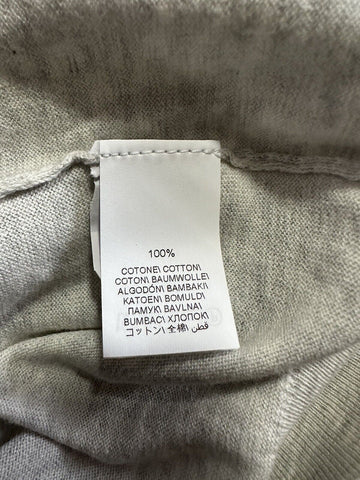 100%
COTONE\ COTTON\
COTON\ BAUMWOLLE\
ALGODÓN\ BAMBAKI\
KATOEN\ BOMULD\
ПАМУК\ BAVLNA\
BUMBAC\ ХЛОПОК\
コットン\ 全棉\ قطن